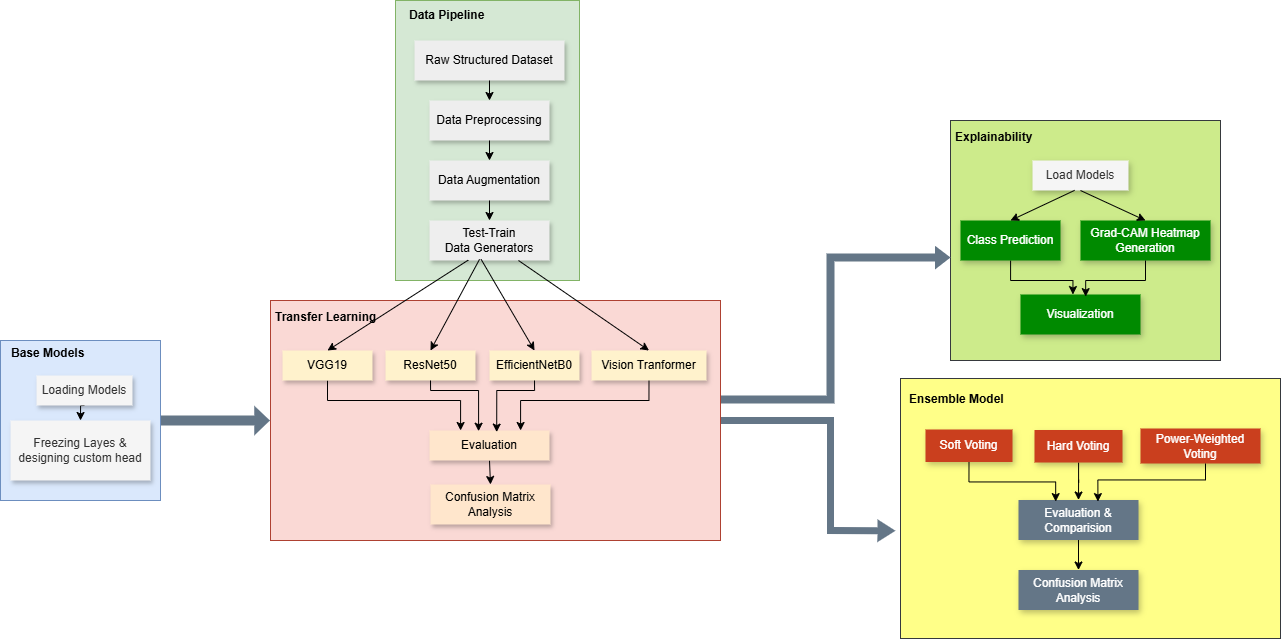 Data Pipeline
Raw Structured Dataset
Data Preprocessing
Data Augmentation
Test-Train
Data Generators
Base Models
Loading Models
Freezing Layes &
designing custom head
Transfer Learning
VGG19
ResNet50
EfficientNetB0
Vision Tranformer
Evaluation
Confusion Matrix
Analysis
Explainability
Load Models
Class Prediction
Grad-CAM Heatmap
Generation
Visualization
Ensemble Model
Soft Voting
Hard Voting
Power-Weighted
Voting
Evaluation &
Comparision
Confusion Matrix
Analysis